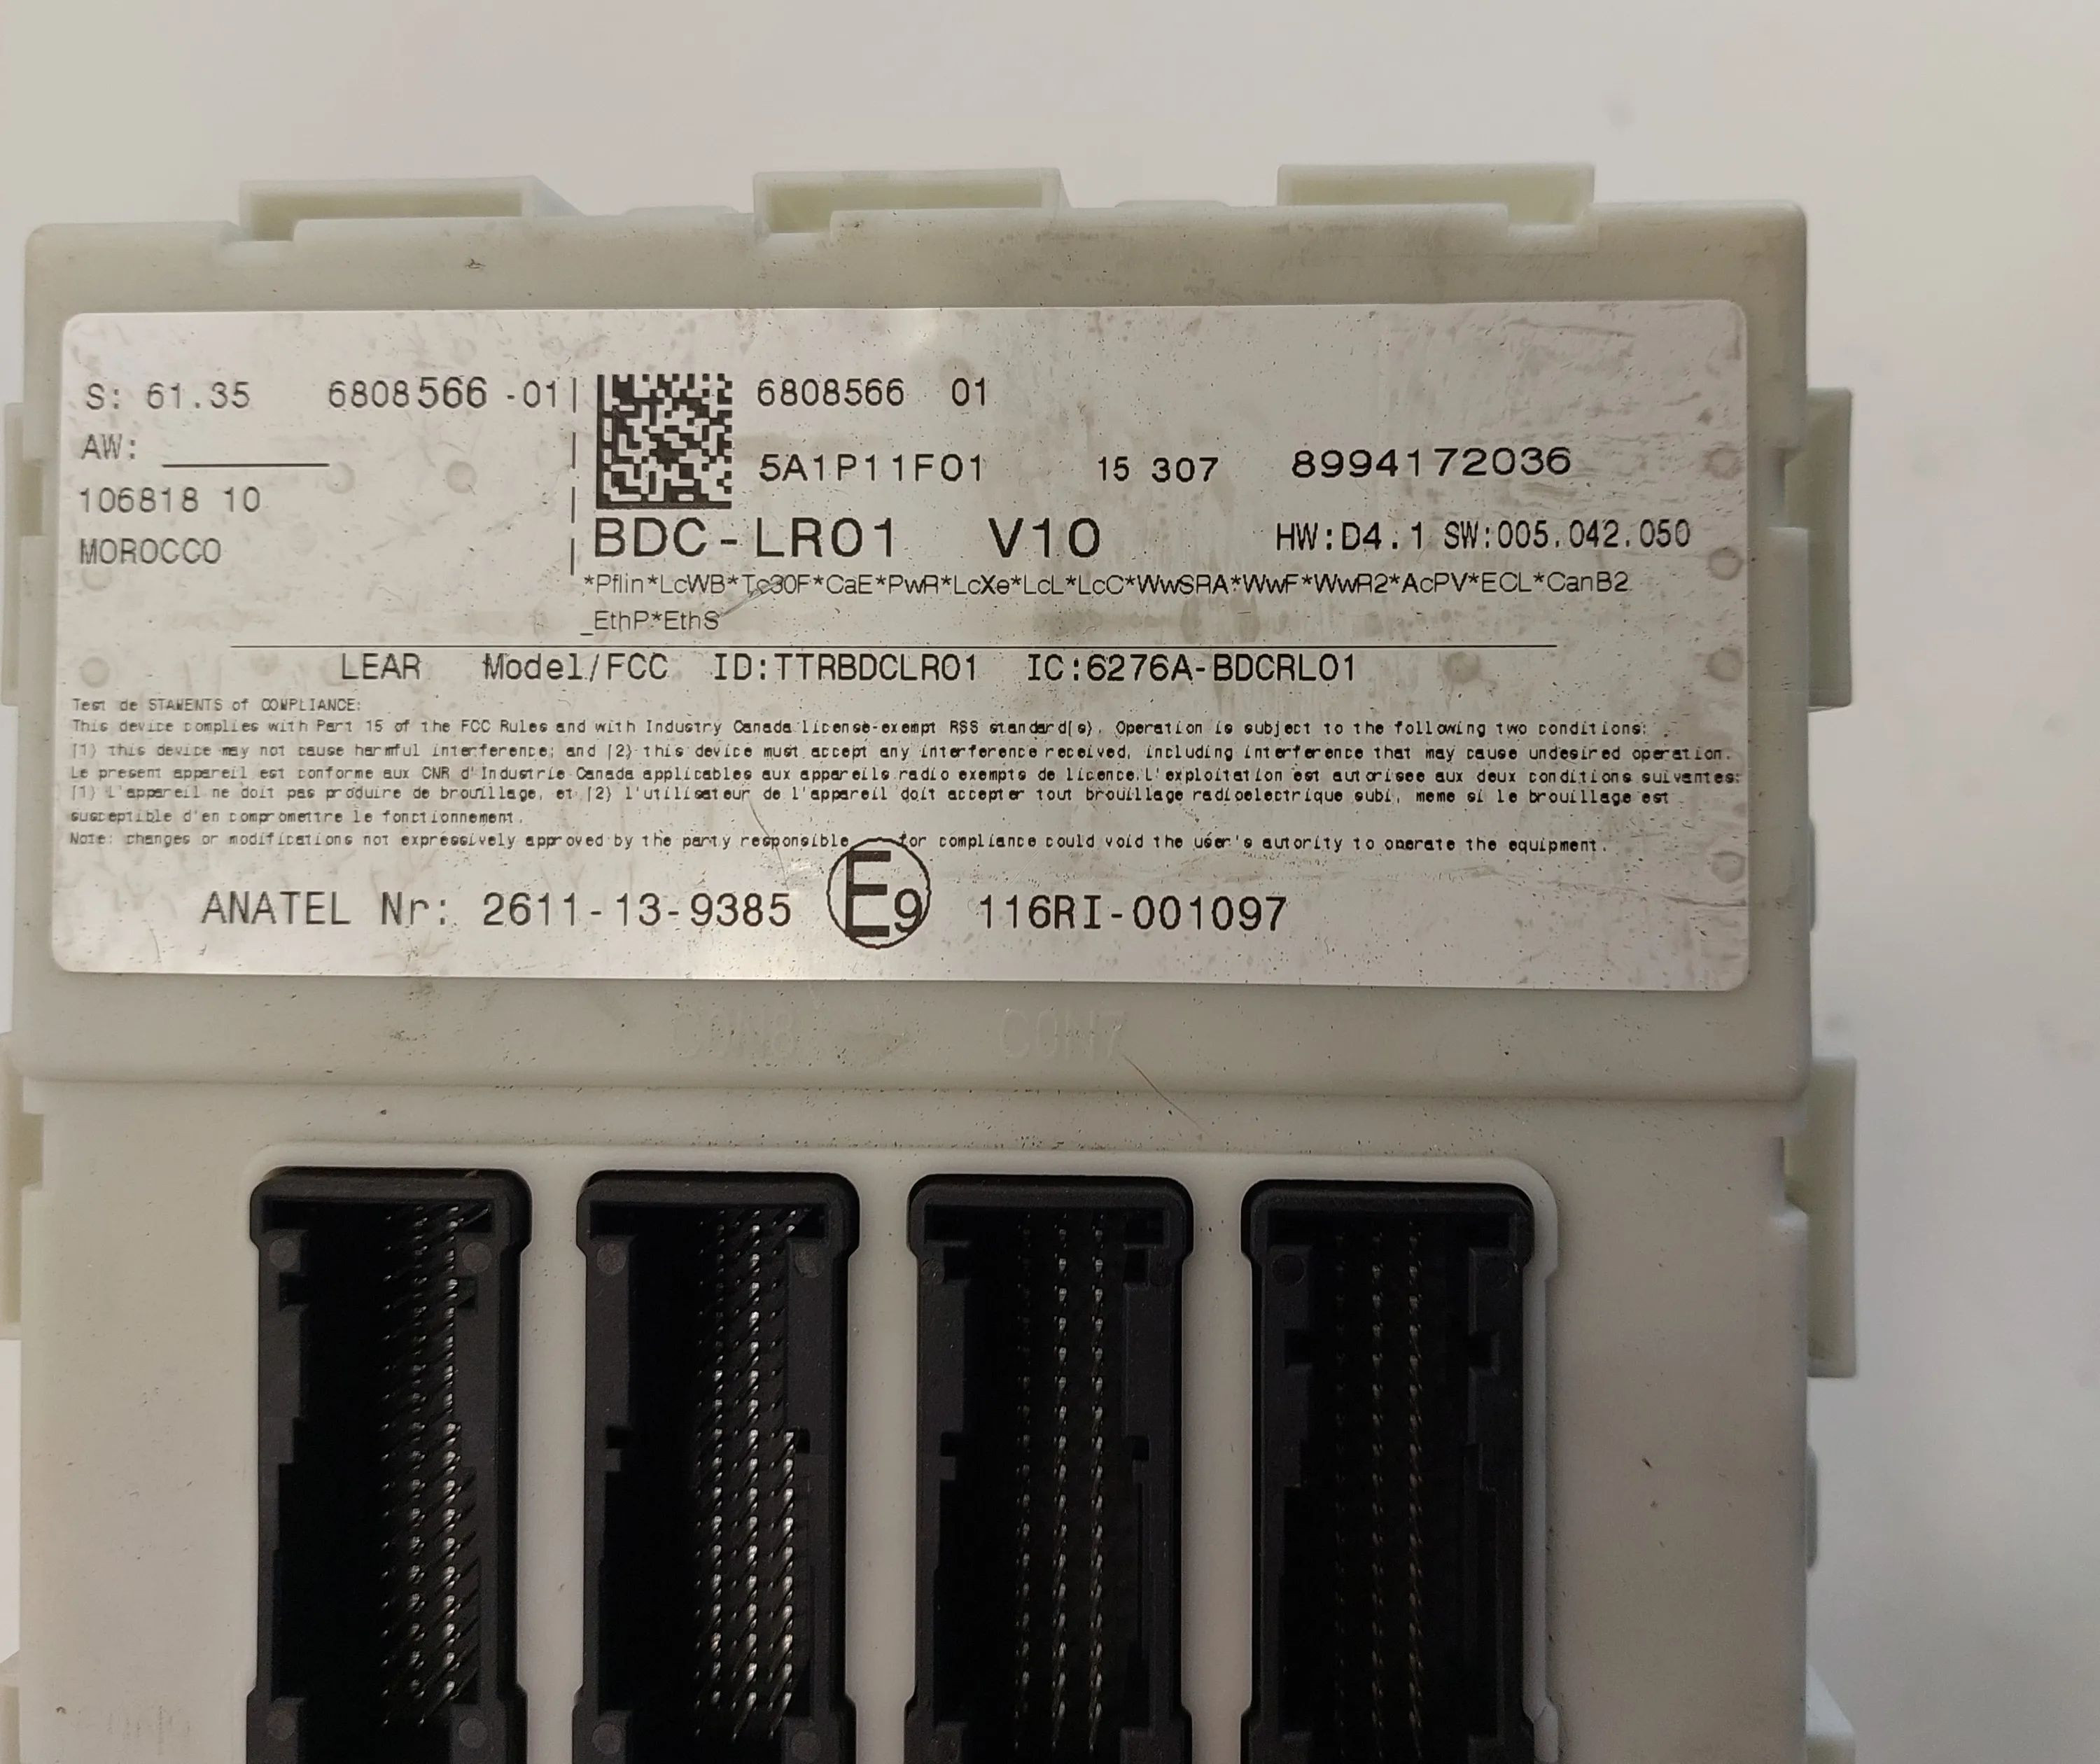 S: 61.35 6808566 -01
AW:
106818 10
MOROCCO
6808566 01
5A1P11F01 15 307 8994172036
BDC-LR01 V10 HW:D4.1 SW:005.042.050
*Pflin*LcWB*Tc30F*CaE*PwR*LcXe*LcL*LcC*WwSRA*WwF*WwR2*AcPV*ECL*CanB2
_EthP*EthS
LEAR Model/FCC ID:TTRBDCLR01 IC:6276A-BDCRL01
Test de STAMENTS of COMPLIANCE:
This device complies with Part 15 of the FCC Rules and with Industry Canada license-exempt RSS standard(s). Operation is subject to the following two conditions:
(1) this device may not cause harmful interference; and (2) this device must accept any interference received, including interference that may cause undesired operation.
Le present appareil est conforme aux CNR d'Industrie Canada applicables aux appareils radio exempts de licence.L'exploitation est autorisee aux deux conditions suivantes:
(1) L'appareil ne doit pas produire de brouillage, et (2) l'utilisateur de l'appareil doit accepter tout brouillage radioelectrique subi, meme si le brouillage est
susceptible d'en compromettre le fonctionnement.
Note: changes or modifications not expressively approved by the party responsible for compliance could void the user's autority to operate the equipment.
ANATEL Nr: 2611-13-9385 E9 116RI-001097
CON8 CON7